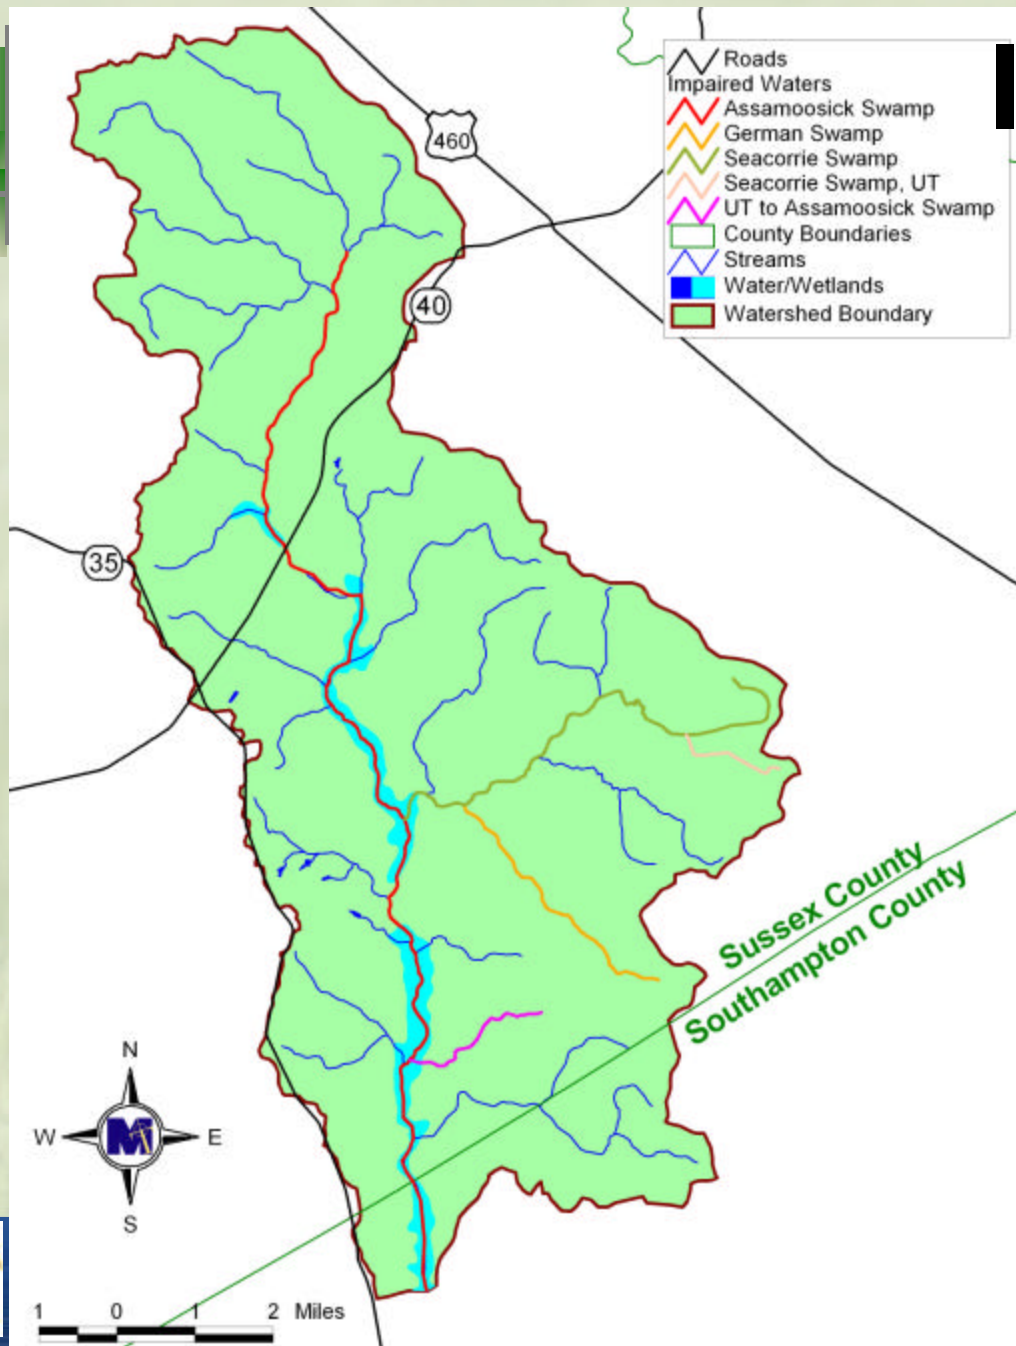 Roads
Impaired Waters
Assamoosick Swamp
German Swamp
Seacorrie Swamp
Seacorrie Swamp, UT
UT to Assamoosick Swamp
County Boundaries
Streams
Water/Wetlands
Watershed Boundary
460
40
35
Sussex County
Southampton County
N
W M E
S
1 0 1 2 Miles